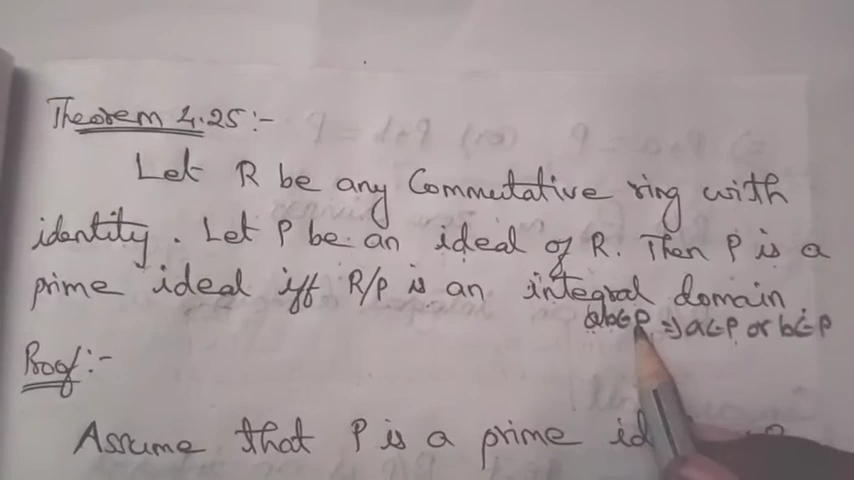 Theorem 4.25:-
Let R be any Commutative ring with
identity. Let P be an ideal of R. Then P is a
prime ideal iff R/P is an integral domain
ab∈P ⇒ a∈P or b∈P
Proof:-
Assume that P is a prime